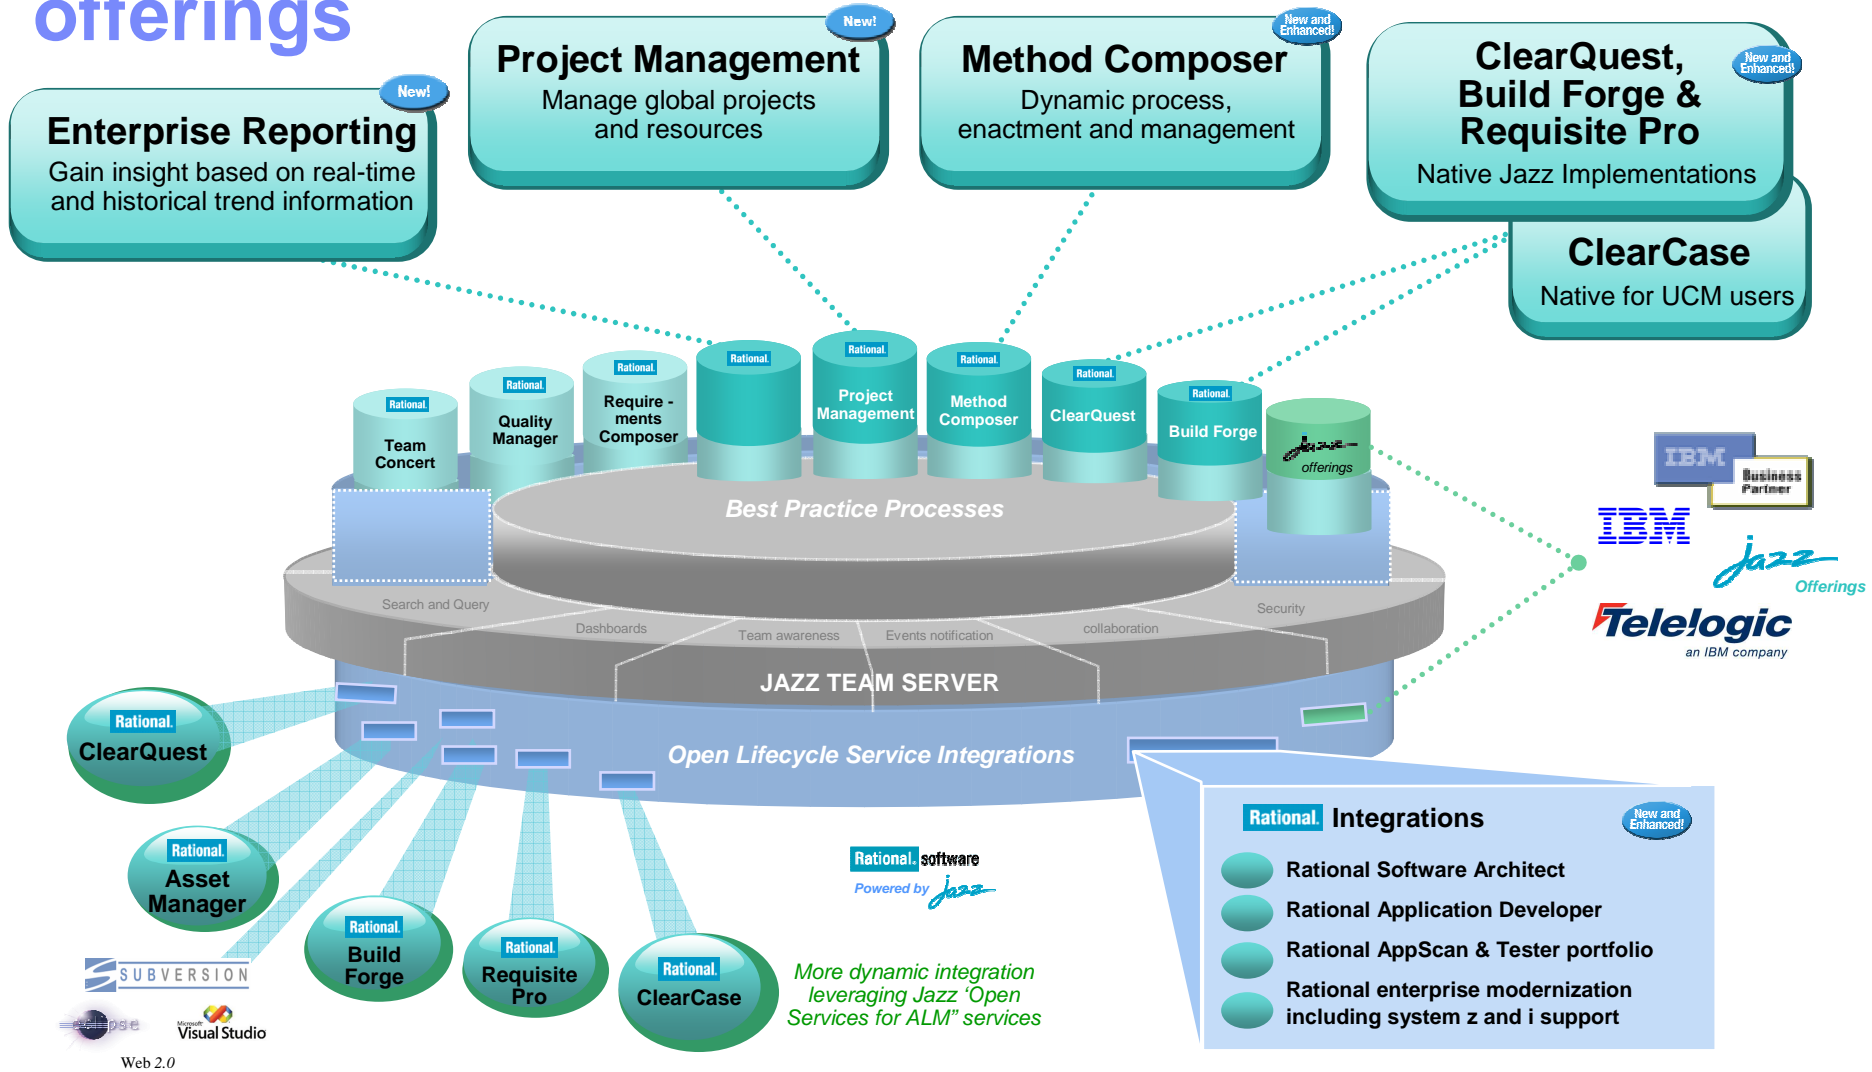 offerings
New!
Enterprise Reporting
Gain insight based on real-time
and historical trend information
New!
Project Management
Manage global projects
and resources
New and
Enhanced!
Method Composer
Dynamic process,
enactment and management
New and
Enhanced!
ClearQuest,
Build Forge &
Requisite Pro
Native Jazz Implementations
ClearCase
Native for UCM users
Rational.
Team
Concert
Rational.
Quality
Manager
Rational.
Require -
ments
Composer
Rational.
Rational.
Project
Management
Rational.
Method
Composer
Rational.
ClearQuest
Rational.
Build Forge
jazz
offerings
Best Practice Processes
Search and Query
Dashboards
Team awareness
Events notification
collaboration
Security
JAZZ TEAM SERVER
Open Lifecycle Service Integrations
IBM
Business
Partner
IBM
jazz
Offerings
Telelogic
an IBM company
Rational.
ClearQuest
Rational.
Asset
Manager
Rational.
Build
Forge
Rational.
Requisite
Pro
Rational.
ClearCase
SUBVERSION
eclipse
Microsoft
Visual Studio
Web 2.0
Rational. software
Powered by jazz
More dynamic integration
leveraging Jazz ‘Open
Services for ALM” services
Rational. Integrations
New and
Enhanced!
Rational Software Architect
Rational Application Developer
Rational AppScan & Tester portfolio
Rational enterprise modernization
including system z and i support